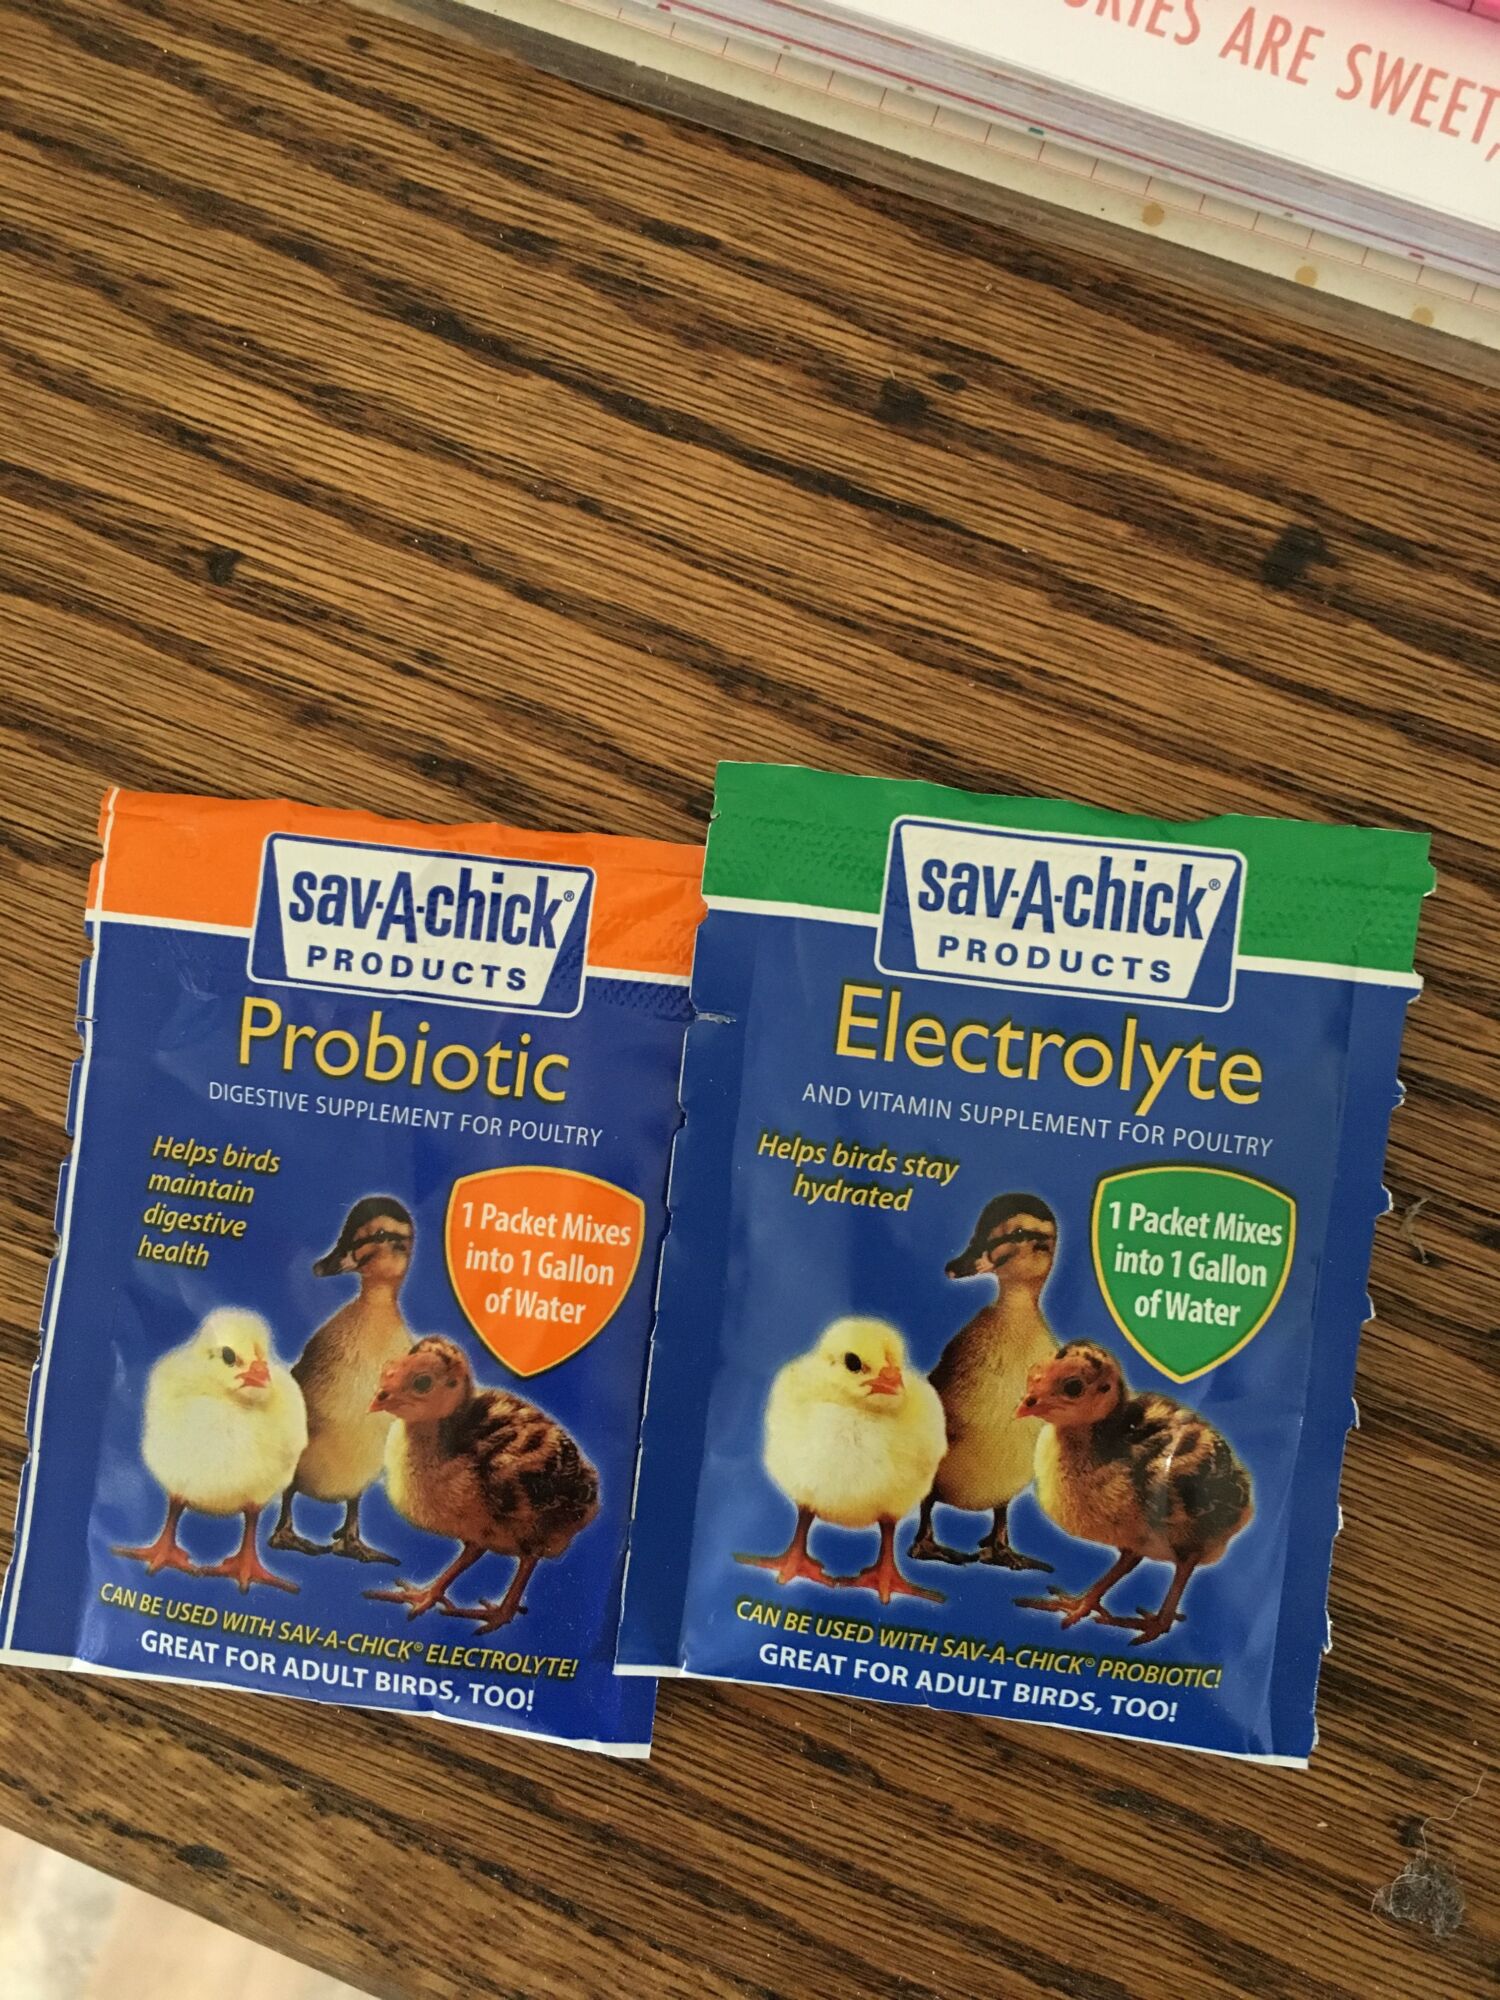 ARE SWEET,
sav-A-chick®
PRODUCTS
Probiotic
DIGESTIVE SUPPLEMENT FOR POULTRY
Helps birds
maintain
digestive
health
1 Packet Mixes
into 1 Gallon
of Water
CAN BE USED WITH SAV-A-CHICK® ELECTROLYTE!
GREAT FOR ADULT BIRDS, TOO!
sav-A-chick®
PRODUCTS
Electrolyte
AND VITAMIN SUPPLEMENT FOR POULTRY
Helps birds stay
hydrated
1 Packet Mixes
into 1 Gallon
of Water
CAN BE USED WITH SAV-A-CHICK® PROBIOTIC!
GREAT FOR ADULT BIRDS, TOO!